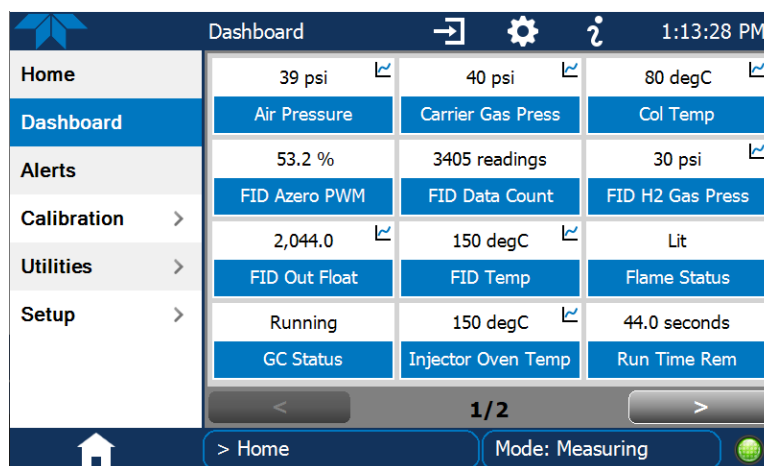 Dashboard 1:13:28 PM
Home
Dashboard
Alerts
Calibration >
Utilities >
Setup >
39 psi 40 psi 80 degC
Air Pressure Carrier Gas Press Col Temp
53.2 % 3405 readings 30 psi
FID Azero PWM FID Data Count FID H2 Gas Press
2,044.0 150 degC Lit
FID Out Float FID Temp Flame Status
Running 150 degC 44.0 seconds
GC Status Injector Oven Temp Run Time Rem
< 1/2 >
> Home Mode: Measuring